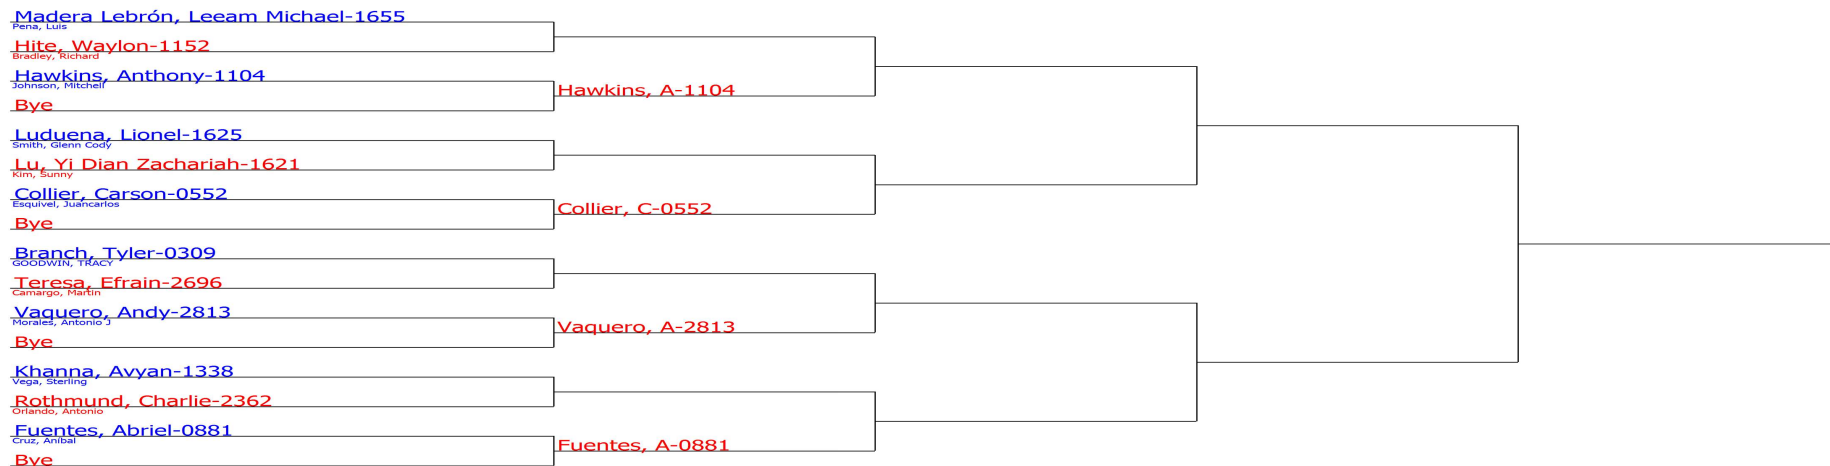 Madera Lebrón, Leeam Michael-1655
Pena, Luis
Hite, Waylon-1152
Bradley, Richard
Hawkins, Anthony-1104
Johnson, Mitchell
Hawkins, A-1104
Bye
Luduena, Lionel-1625
Smith, Glenn Cody
Lu, Yi Dian Zachariah-1621
Kim, Sunny
Collier, Carson-0552
Esquivel, Juancarlos
Collier, C-0552
Bye
Branch, Tyler-0309
GOODWIN, TRACY
Teresa, Efrain-2696
Camargo, Martin
Vaquero, Andy-2813
Morales, Antonio J
Vaquero, A-2813
Bye
Khanna, Avyan-1338
Vega, Sterling
Rothmund, Charlie-2362
Orlando, Antonio
Fuentes, Abriel-0881
Cruz, Aníbal
Fuentes, A-0881
Bye